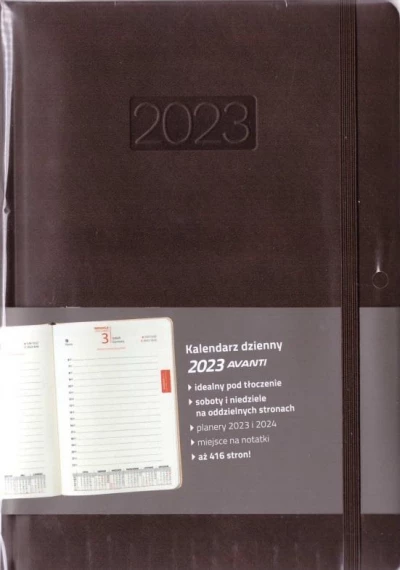 2023
3
Kalendarz dzienny
2023 AVANTI
idealny pod tłoczenie
soboty i niedziele
na oddzielnych stronach
planery 2023 i 2024
miejsce na notatki
aż 416 stron!